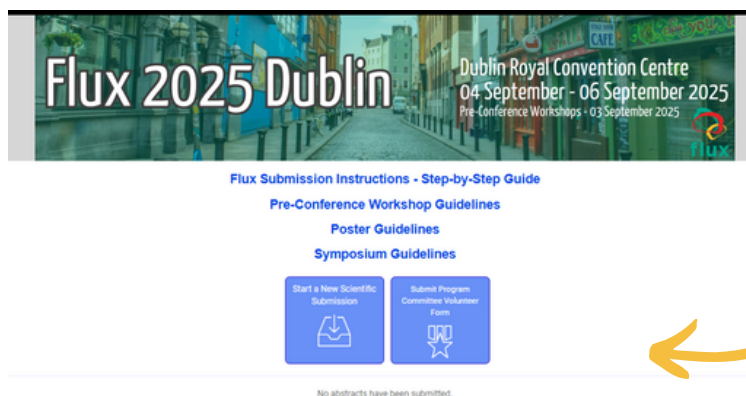 Flux 2025 Dublin
Dublin Royal Convention Centre
04 September - 06 September 2025
Pre-Conference Workshops - 03 September 2025
flux
CAFE
Flux Submission Instructions - Step-by-Step Guide
Pre-Conference Workshop Guidelines
Poster Guidelines
Symposium Guidelines
Start a New Scientific
Submission
Submit Program
Committee Volunteer
Form
No abstracts have been submitted.